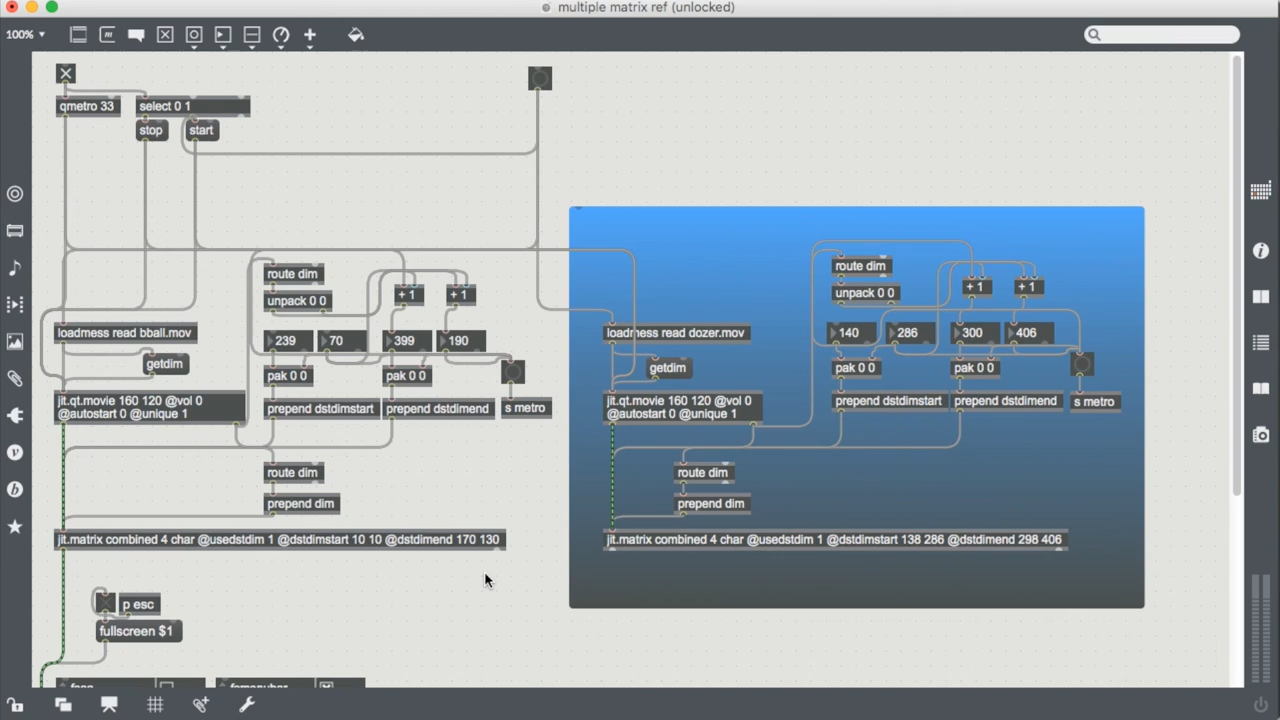 multiple matrix ref (unlocked)
100%
qmetro 33
select 0 1
stop
start
route dim
unpack 0 0
+ 1
+ 1
239
70
399
190
loadmess read bball.mov
getdim
pak 0 0
pak 0 0
jit.qt.movie 160 120 @vol 0
@autostart 0 @unique 1
prepend dstdimstart
prepend dstdimend
s metro
route dim
prepend dim
jit.matrix combined 4 char @usedstdim 1 @dstdimstart 10 10 @dstdimend 170 130
p esc
fullscreen $1
route dim
unpack 0 0
+ 1
+ 1
140
286
300
406
loadmess read dozer.mov
getdim
pak 0 0
pak 0 0
jit.qt.movie 160 120 @vol 0
@autostart 0 @unique 1
prepend dstdimstart
prepend dstdimend
s metro
route dim
prepend dim
jit.matrix combined 4 char @usedstdim 1 @dstdimstart 138 286 @dstdimend 298 406